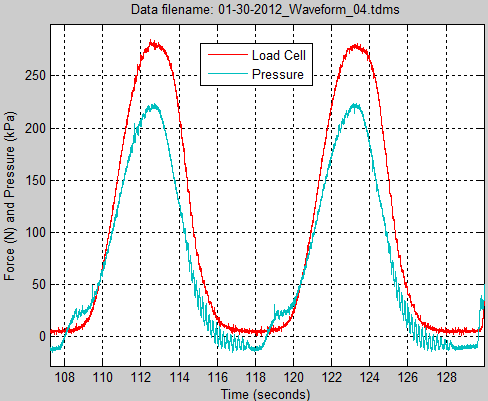 Data filename: 01-30-2012_Waveform_04.tdms
Load Cell
Pressure
Force (N) and Pressure (kPa)
250
200
150
100
50
0
108 110 112 114 116 118 120 122 124 126 128
Time (seconds)